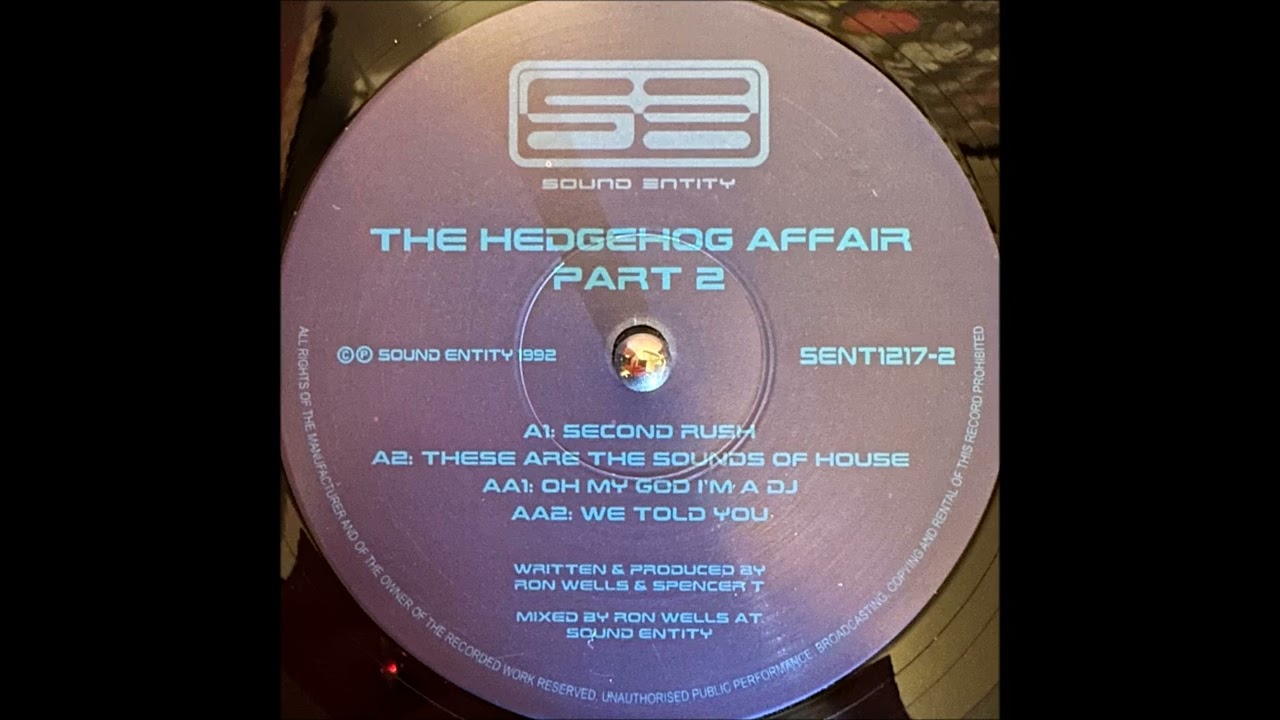 SE
SOUND ENTITY
THE HEDGEHOG AFFAIR
PART 2
©℗ SOUND ENTITY 1992
SENT1217-2
A1: SECOND RUSH
A2: THESE ARE THE SOUNDS OF HOUSE
AA1: OH MY GOD I'M A DJ
AA2: WE TOLD YOU
WRITTEN & PRODUCED BY
RON WELLS & SPENCER T
MIXED BY RON WELLS AT
SOUND ENTITY
ALL RIGHTS OF THE MANUFACTURER AND OF THE OWNER OF THE RECORDED WORK RESERVED. UNAUTHORISED PUBLIC PERFORMANCE, BROADCASTING, COPYING AND RENTAL OF THIS RECORD PROHIBITED